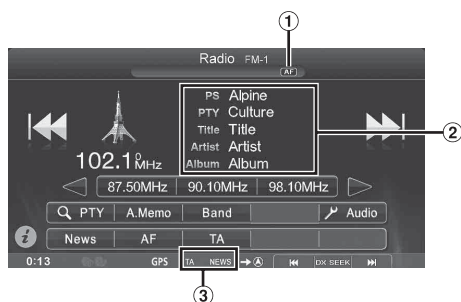 1
Radio FM-1
AF
PS Alpine
PTY Culture
Title Title
Artist Artist
Album Album
2
102.10MHz
87.50MHz 90.10MHz 98.10MHz
PTY A.Memo Band Audio
i
News AF TA
0:13 GPS TA NEWS A DX SEEK
3